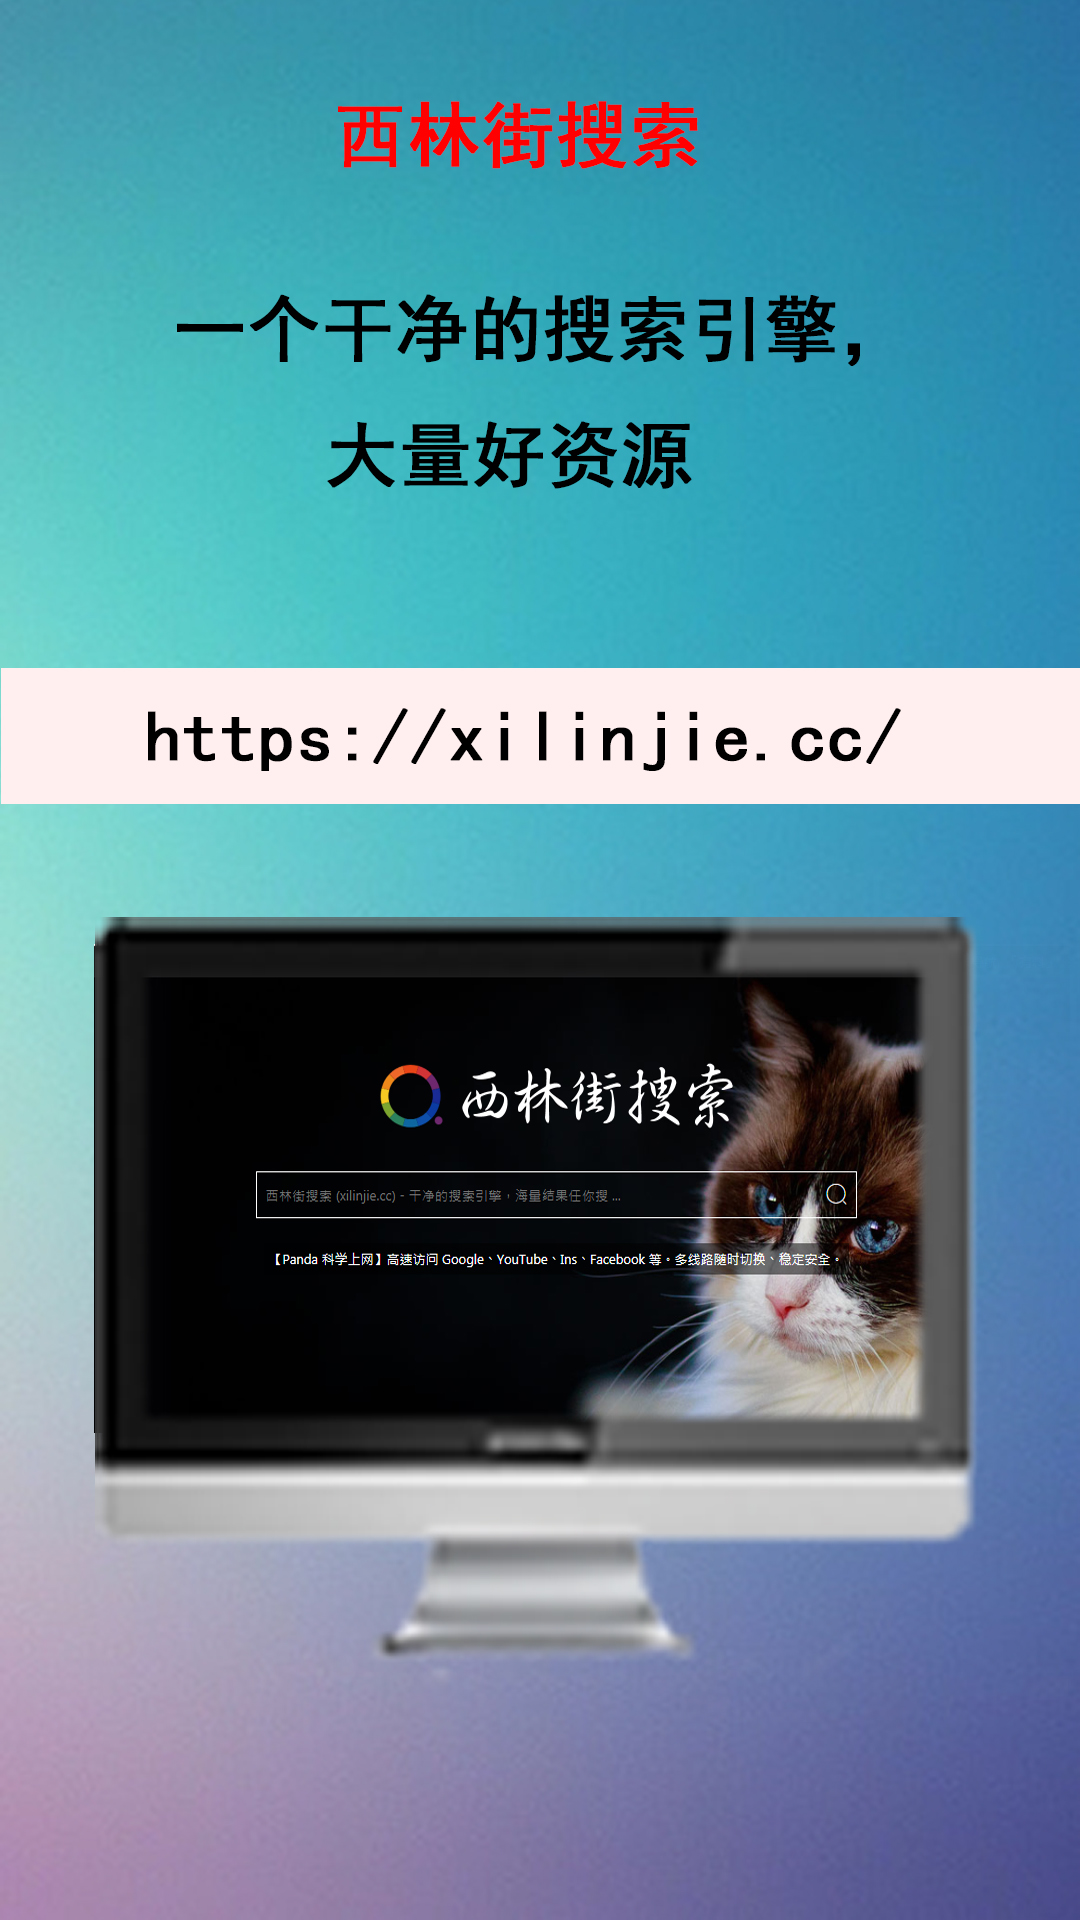 西林街搜索
一个干净的搜索引擎，
大量好资源
https://xilinjie.cc/
西林街搜索
西林街搜索 (xilinjie.cc) - 干净的搜索引擎，海量结果任你搜 ...
【Panda 科学上网】高速访问 Google、YouTube、Ins、Facebook 等。多线路随时切换、稳定安全。